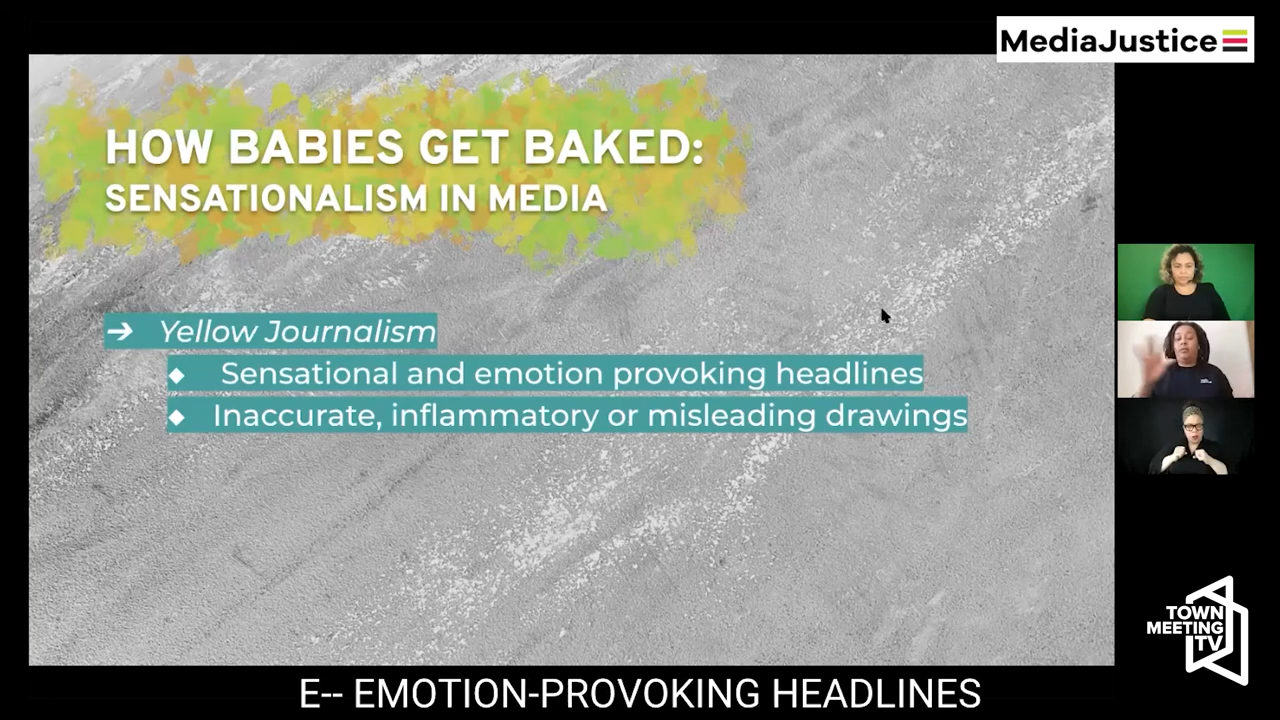 MediaJustice
HOW BABIES GET BAKED:
SENSATIONALISM IN MEDIA
➔ Yellow Journalism
◆ Sensational and emotion provoking headlines
◆ Inaccurate, inflammatory or misleading drawings
TOWN
MEETING
TV
E-- EMOTION-PROVOKING HEADLINES